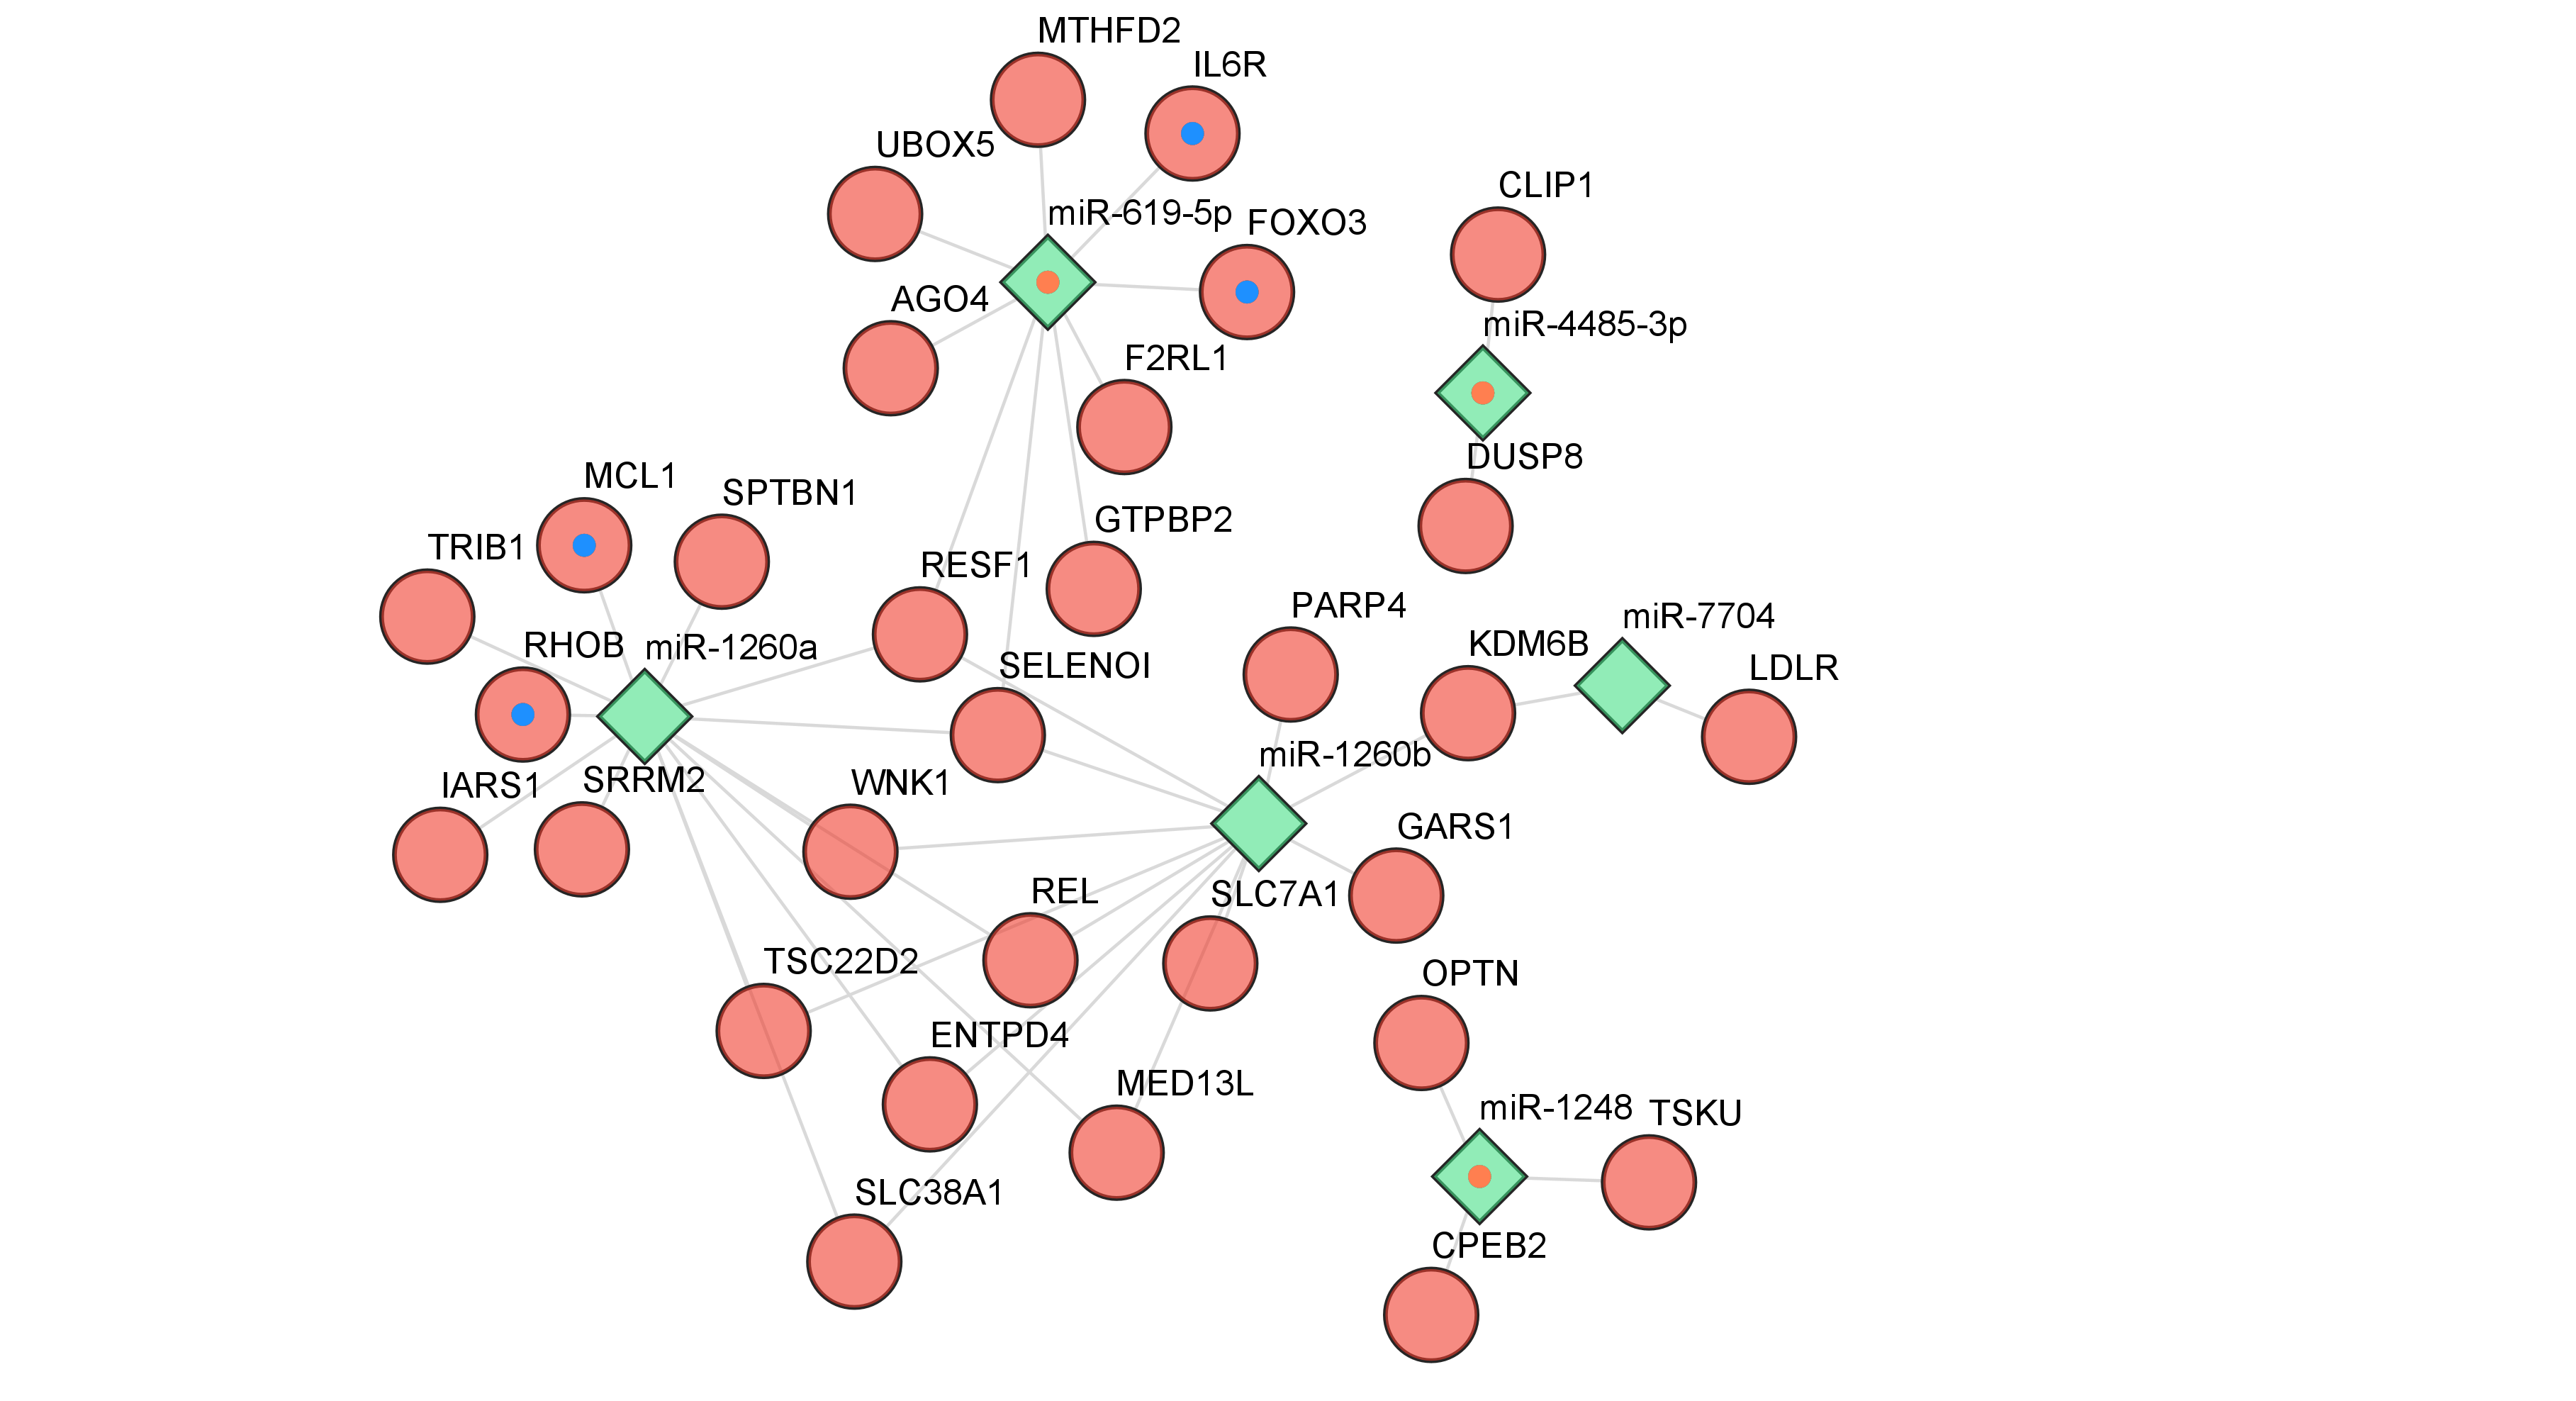 MTHFD2
IL6R
UBOX5
CLIP1
miR-619-5p
FOXO3
AGO4
miR-4485-3p
F2RL1
DUSP8
MCL1
SPTBN1
GTPBP2
TRIB1
RESF1
PARP4
miR-7704
RHOB
miR-1260a
KDM6B
SELENOI
LDLR
miR-1260b
IARS1
SRRM2
WNK1
GARS1
REL
SLC7A1
TSC22D2
OPTN
ENTPD4
MED13L
miR-1248
TSKU
SLC38A1
CPEB2